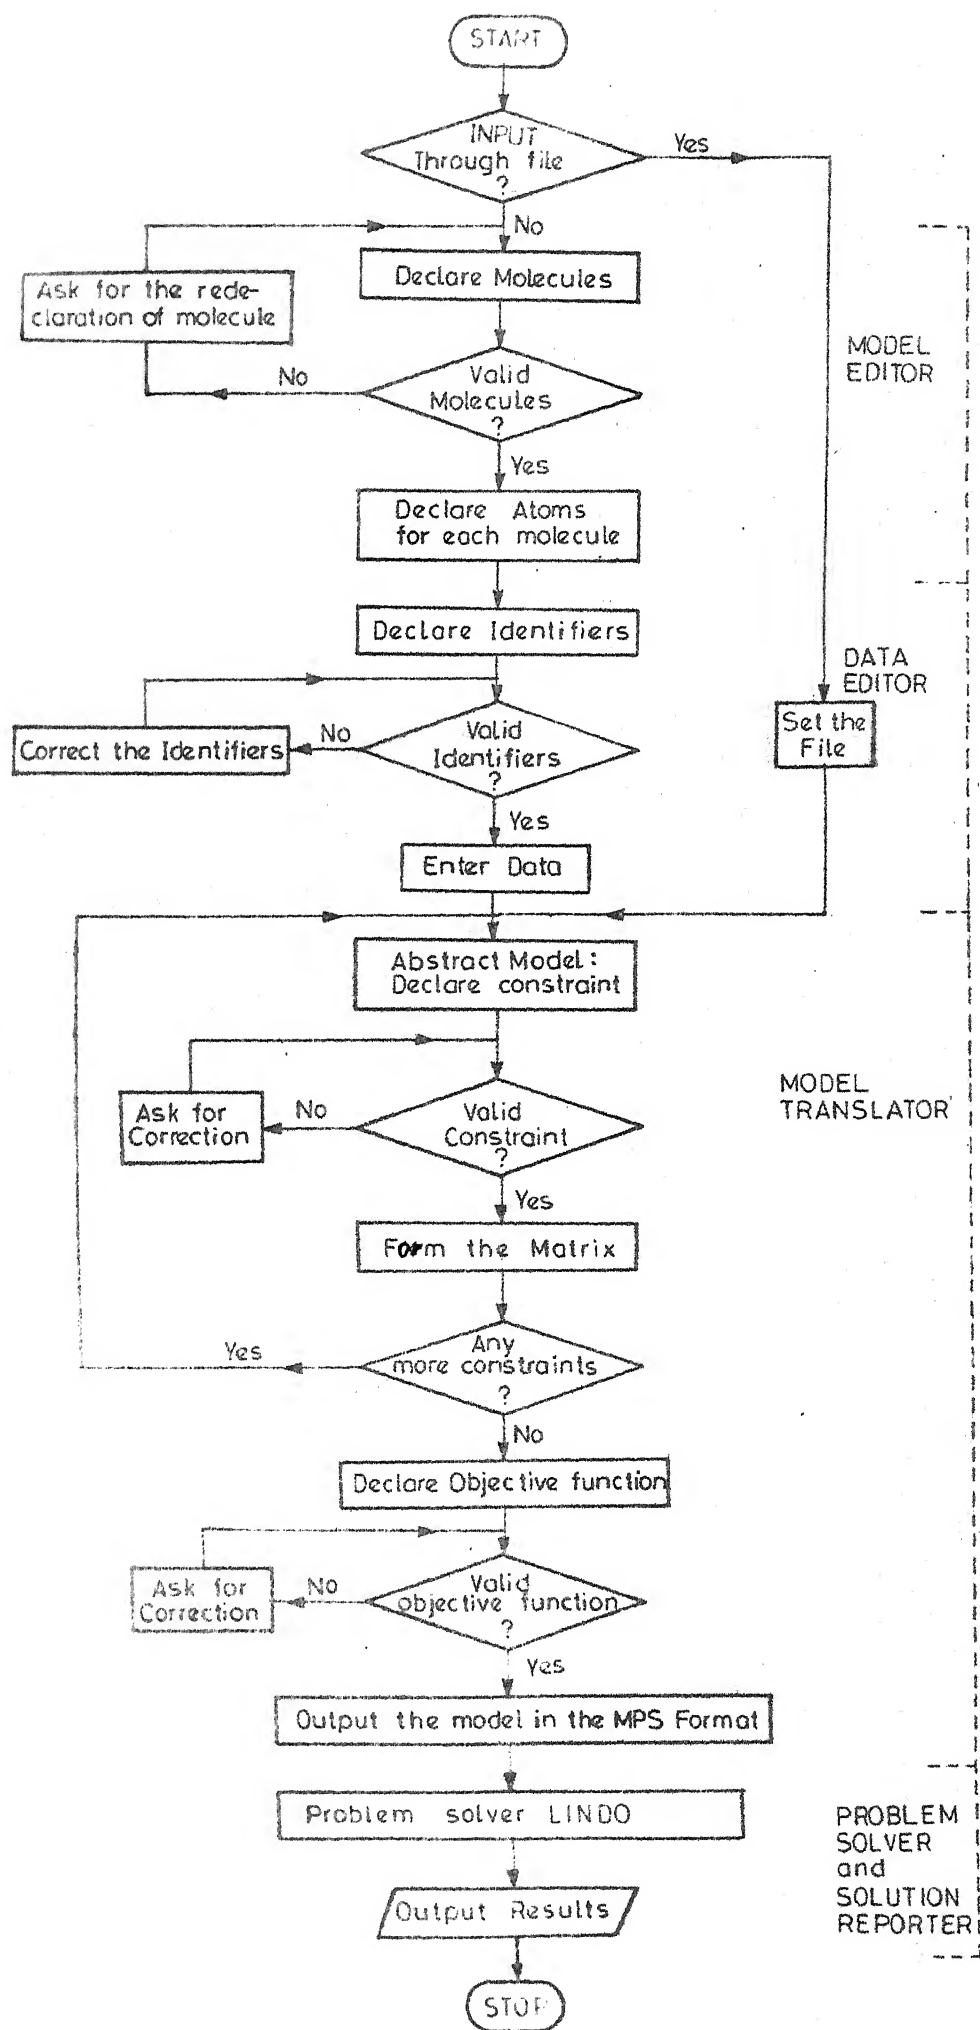 START
INPUT
Through file
?
Yes
No
Declare Molecules
Ask for the rede-
claration of molecule
MODEL
EDITOR
No
Valid
Molecules
?
Yes
Declare Atoms
for each molecule
Declare Identifiers
DATA
EDITOR
Correct the Identifiers
No
Valid
Identifiers
?
Set the
File
Yes
Enter Data
Abstract Model:
Declare constraint
MODEL
TRANSLATOR
Ask for
Correction
No
Valid
Constraint
?
Yes
Form the Matrix
Yes
Any
more constraints
?
No
Declare Objective function
Ask for
Correction
No
Valid
objective function
?
Yes
Output the model in the MPS Format
Problem solver LINDO
PROBLEM
SOLVER
and
SOLUTION
REPORTER
Output Results
STOP